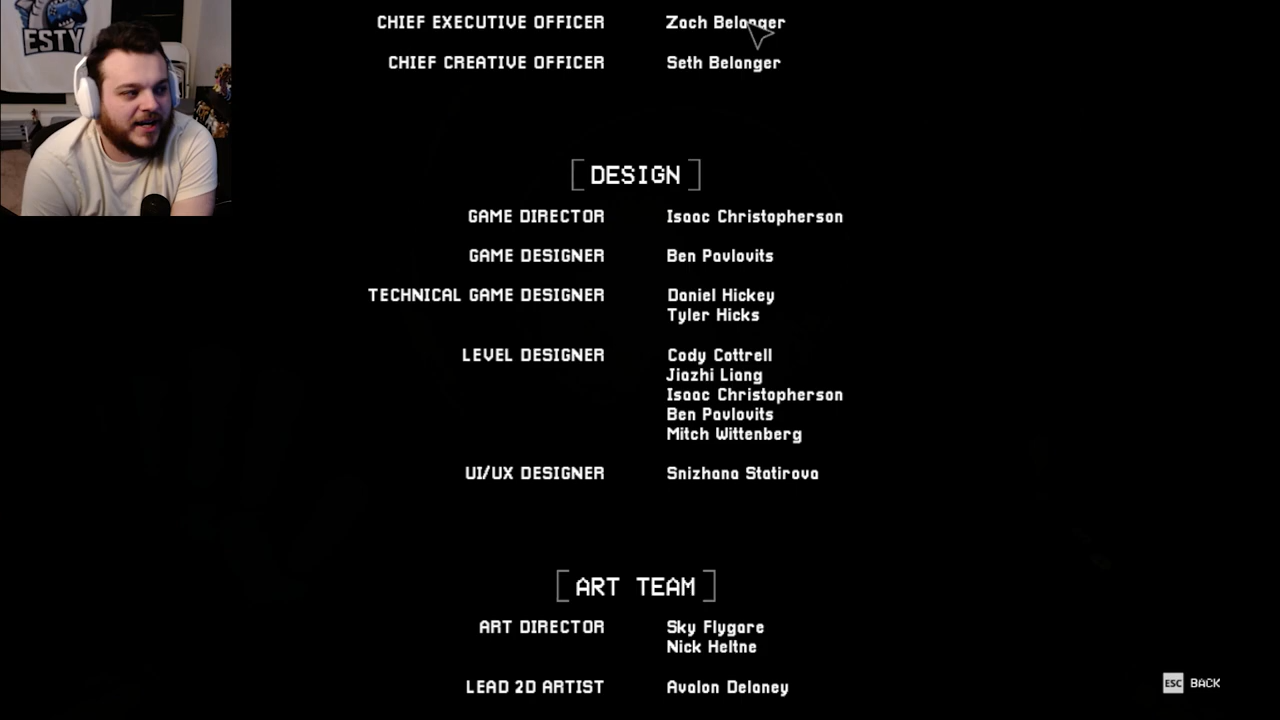 ESTY
CHIEF EXECUTIVE OFFICER Zach Belanger
CHIEF CREATIVE OFFICER Seth Belanger
DESIGN
GAME DIRECTOR Isaac Christopherson
GAME DESIGNER Ben Pavlovits
TECHNICAL GAME DESIGNER Daniel Hickey
Tyler Hicks
LEVEL DESIGNER Cody Cottrell
Jiazhi Liang
Isaac Christopherson
Ben Pavlovits
Mitch Wittenberg
UI/UX DESIGNER Snizhana Statirova
ART TEAM
ART DIRECTOR Sky Flygare
Nick Heltne
LEAD 2D ARTIST Avalon Delaney
ESC BACK